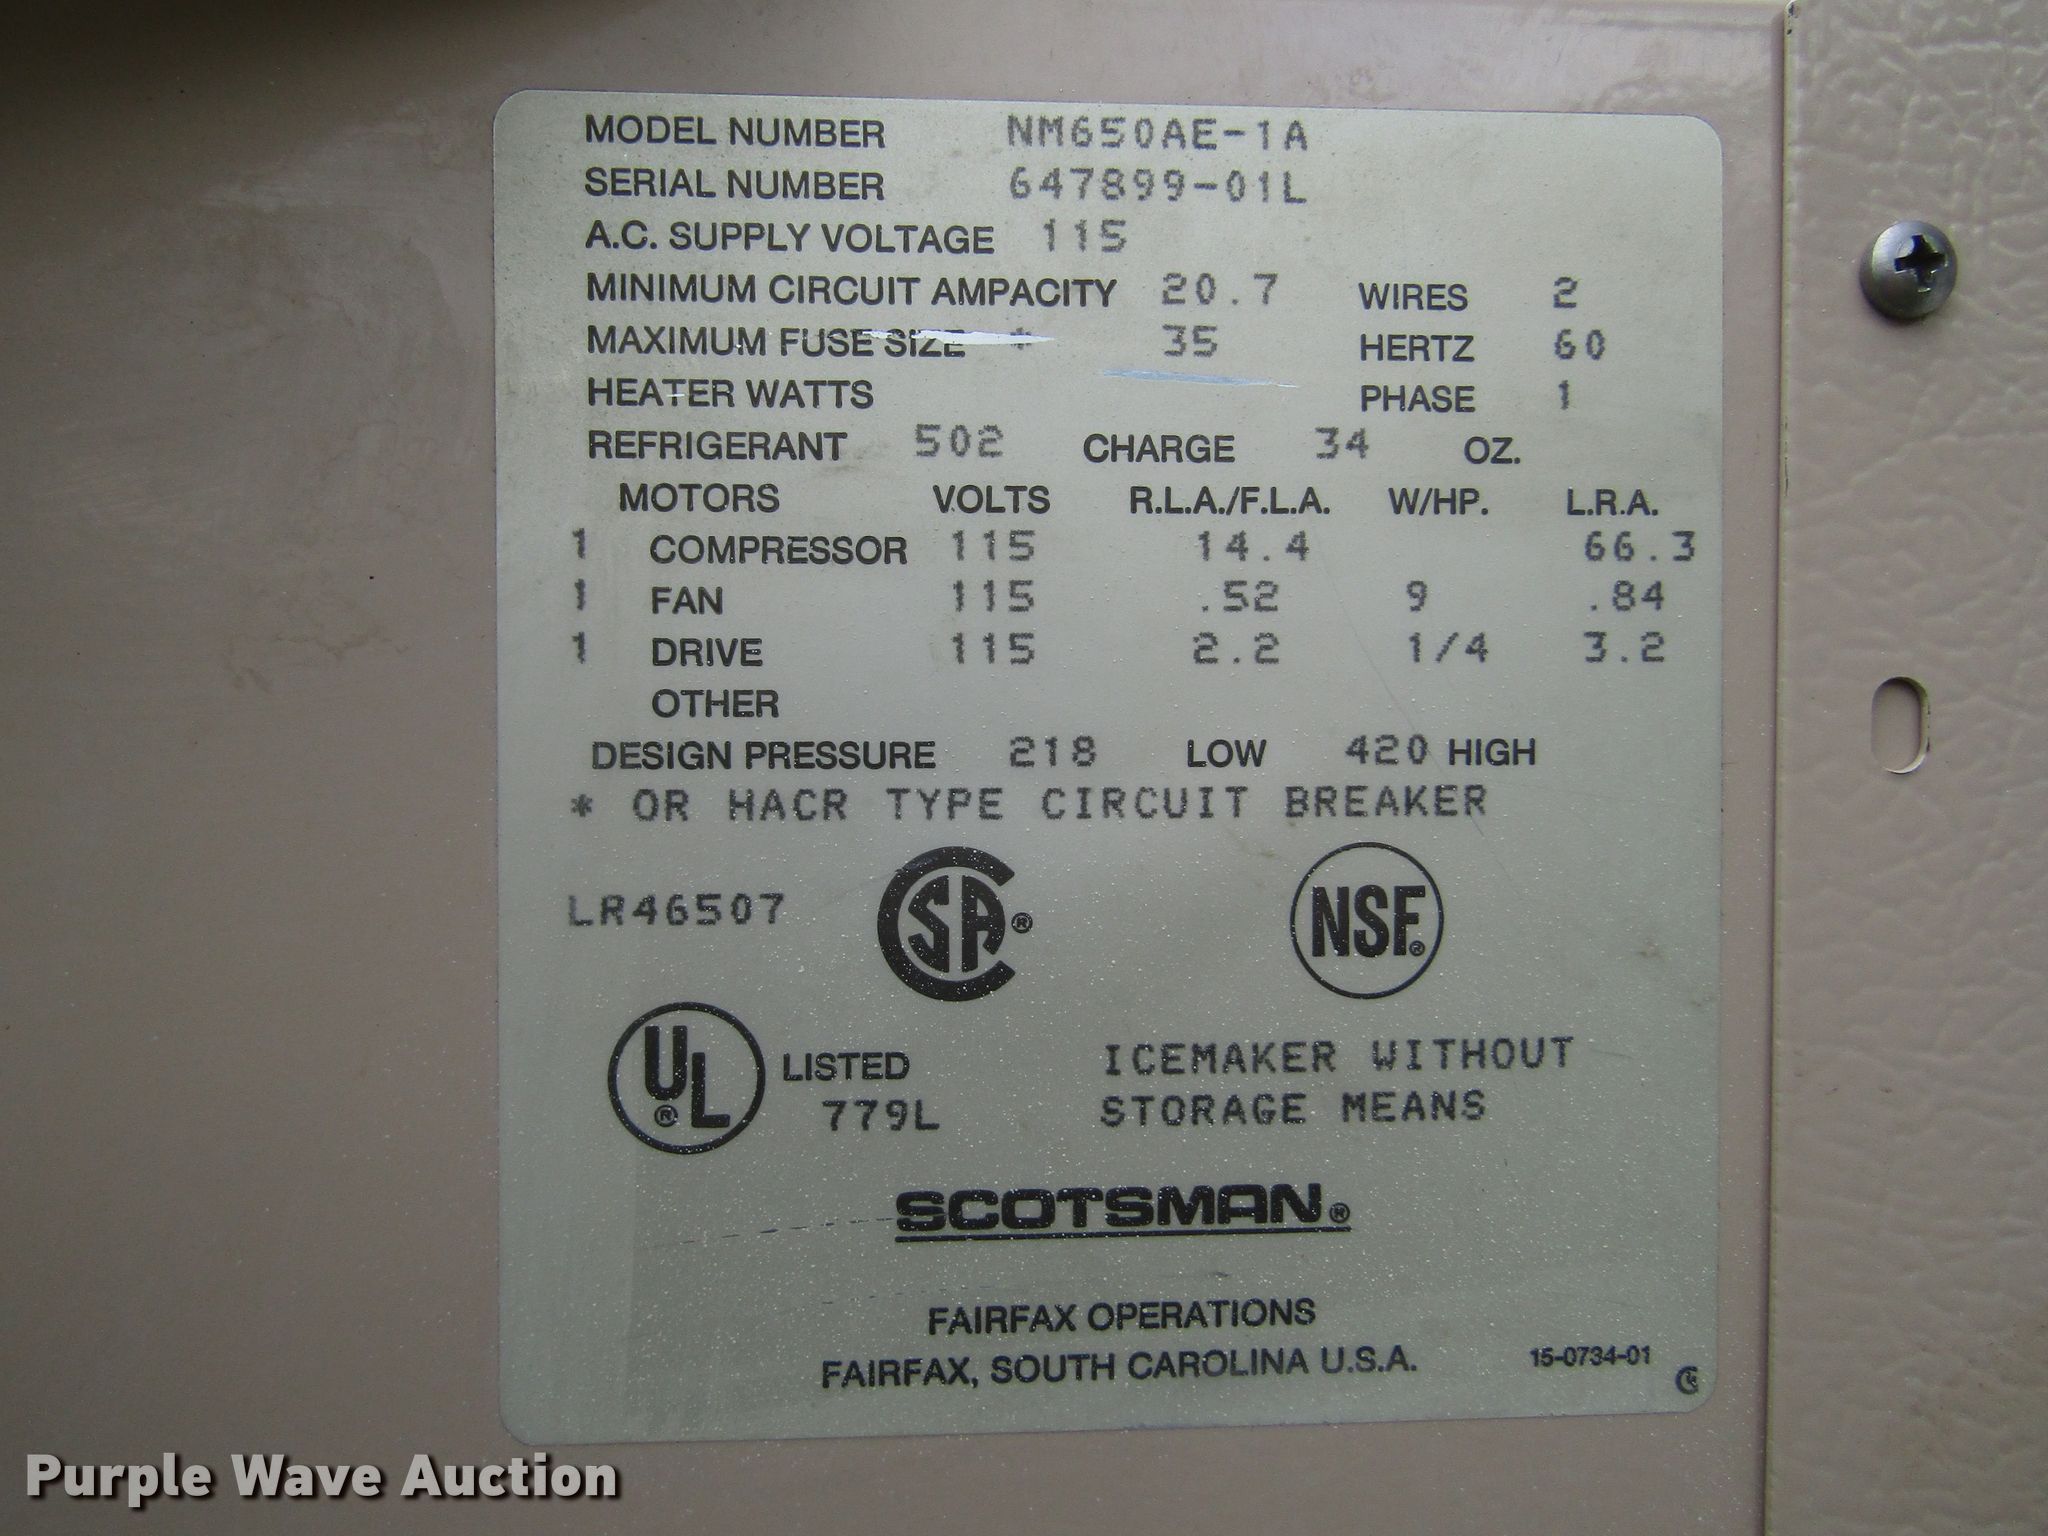 MODEL NUMBER NM650AE-1A
SERIAL NUMBER 647899-01L
A.C. SUPPLY VOLTAGE 115
MINIMUM CIRCUIT AMPACITY 20.7 WIRES 2
MAXIMUM FUSE SIZE * 35 HERTZ 60
HEATER WATTS PHASE 1
REFRIGERANT 502 CHARGE 34 OZ.
MOTORS VOLTS R.L.A./F.L.A. W/HP. L.R.A.
1 COMPRESSOR 115 14.4 66.3
1 FAN 115 .52 9 .84
1 DRIVE 115 2.2 1/4 3.2
OTHER
DESIGN PRESSURE 218 LOW 420 HIGH
* OR HACR TYPE CIRCUIT BREAKER
LR46507 CSA® NSF®
UL® LISTED ICEMAKER WITHOUT
779L STORAGE MEANS
SCOTSMAN®
FAIRFAX OPERATIONS
FAIRFAX, SOUTH CAROLINA U.S.A. 15-0734-01
Purple Wave Auction